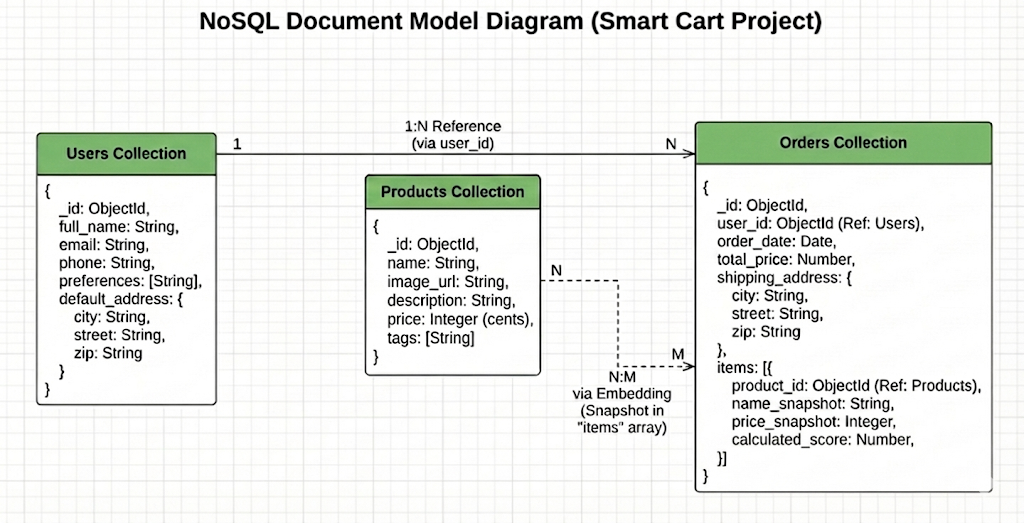 NoSQL Document Model Diagram (Smart Cart Project)
Users Collection
{
_id: ObjectId,
full_name: String,
email: String,
phone: String,
preferences: [String],
default_address: {
city: String,
street: String,
zip: String
}
}
1
1:N Reference
(via user_id)
N
Products Collection
{
_id: ObjectId,
name: String,
image_url: String,
description: String,
price: Integer (cents),
tags: [String]
}
N
M
N:M
via Embedding
(Snapshot in
"items" array)
Orders Collection
{
_id: ObjectId,
user_id: ObjectId (Ref: Users),
order_date: Date,
total_price: Number,
shipping_address: {
city: String,
street: String,
zip: String
},
items: [{
product_id: ObjectId (Ref: Products),
name_snapshot: String,
price_snapshot: Integer,
calculated_score: Number,
}]
}